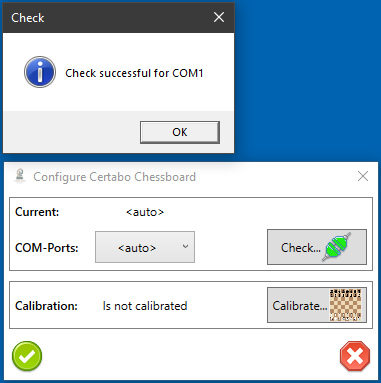 Check
Check successful for COM1
OK
Configure Certabo Chessboard
Current: <auto>
COM-Ports: <auto>
Check...
Calibration: Is not calibrated
Calibrate...